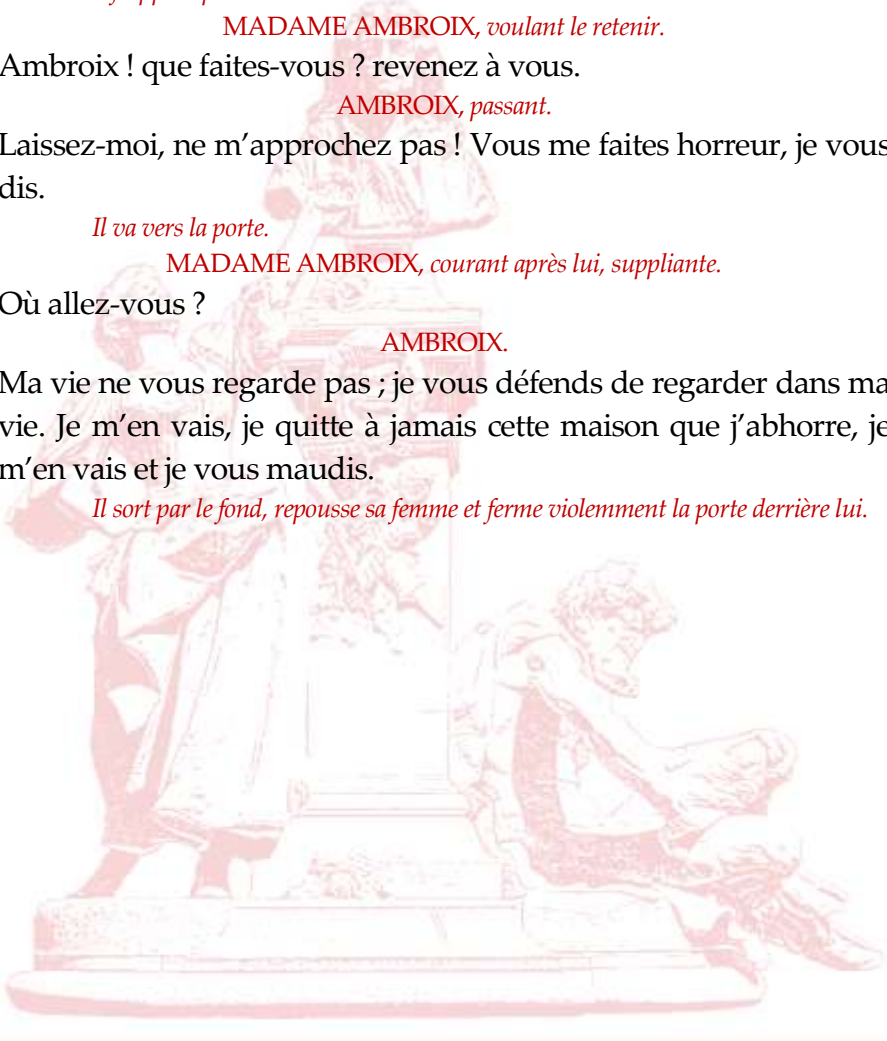 MADAME AMBROIX, voulant le retenir.
Ambroix ! que faites-vous ? revenez à vous.
AMBROIX, passant.
Laissez-moi, ne m’approchez pas ! Vous me faites horreur, je vous
dis.
Il va vers la porte.
MADAME AMBROIX, courant après lui, suppliante.
Où allez-vous ?
AMBROIX.
Ma vie ne vous regarde pas ; je vous défends de regarder dans ma
vie. Je m’en vais, je quitte à jamais cette maison que j’abhorre, je
m’en vais et je vous maudis.
Il sort par le fond, repousse sa femme et ferme violemment la porte derrière lui.